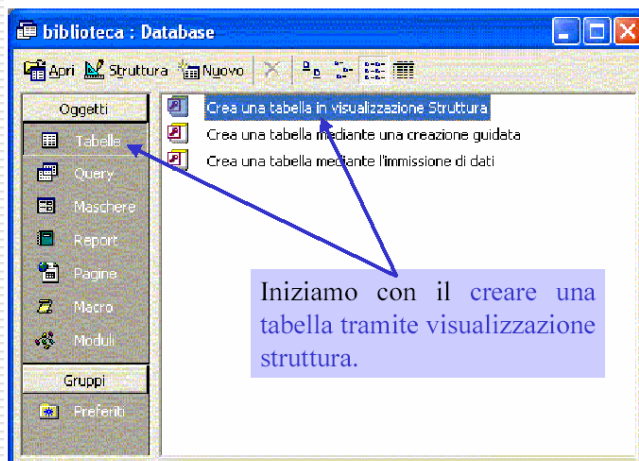 biblioteca : Database
Apri Struttura Nuovo
Oggetti
Tabelle
Query
Maschere
Report
Pagine
Macro
Moduli
Gruppi
Preferiti
Crea una tabella in visualizzazione Struttura
Crea una tabella mediante una creazione guidata
Crea una tabella mediante l'immissione di dati
Iniziamo con il creare una
tabella tramite visualizzazione
struttura.